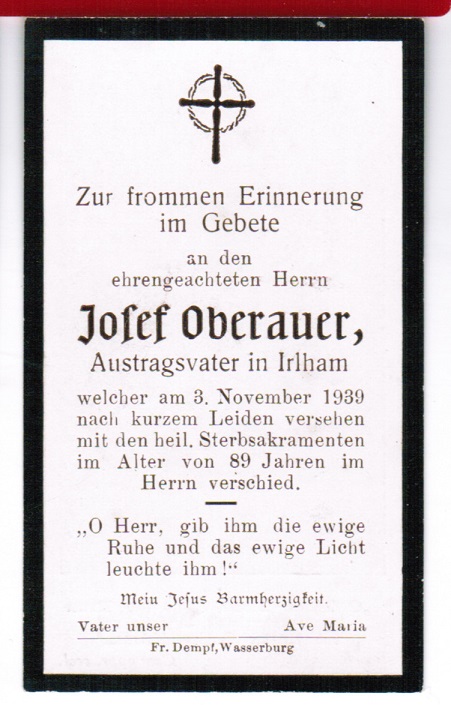 Zur frommen Erinnerung
im Gebete
an den
ehrengeachteten Herrn
Josef Oberauer,
Austragsvater in Irlham
welcher am 3. November 1939
nach kurzem Leiden versehen
mit den heil. Sterbsakramenten
im Alter von 89 Jahren im
Herrn verschied.
„O Herr, gib ihm die ewige
Ruhe und das ewige Licht
leuchte ihm!“
Mein Jesus Barmherzigkeit.
Vater unser Ave Maria
Fr. Dempf, Wasserburg